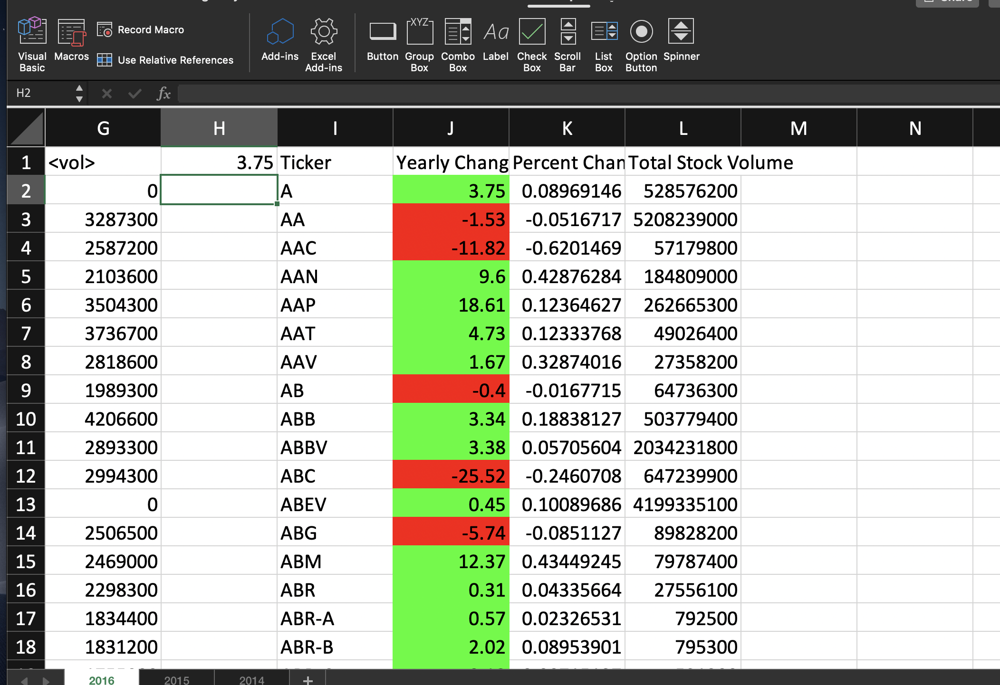 Record Macro
Use Relative References
Visual Basic
Macros
Add-ins
Excel Add-ins
Button
XYZ
Group Box
Combo Box
Aa
Label
Check Box
Scroll Bar
List Box
Option Button
Spinner
H2 fx
G H I J K L M N
1 <vol> 3.75 Ticker Yearly Chang Percent Chan Total Stock Volume
2 0 A 3.75 0.08969146 528576200
3 3287300 AA -1.53 -0.0516717 5208239000
4 2587200 AAC -11.82 -0.6201469 57179800
5 2103600 AAN 9.6 0.42876284 184809000
6 3504300 AAP 18.61 0.12364627 262665300
7 3736700 AAT 4.73 0.12333768 49026400
8 2818600 AAV 1.67 0.32874016 27358200
9 1989300 AB -0.4 -0.0167715 64736300
10 4206600 ABB 3.34 0.18838127 503779400
11 2893300 ABBV 3.38 0.05705604 2034231800
12 2994300 ABC -25.52 -0.2460708 647239900
13 0 ABEV 0.45 0.10089686 4199335100
14 2506500 ABG -5.74 -0.0851127 89828200
15 2469000 ABM 12.37 0.43449245 79787400
16 2298300 ABR 0.31 0.04335664 27556100
17 1834400 ABR-A 0.57 0.02326531 792500
18 1831200 ABR-B 2.02 0.08953901 795300
2016 2015 2014 +